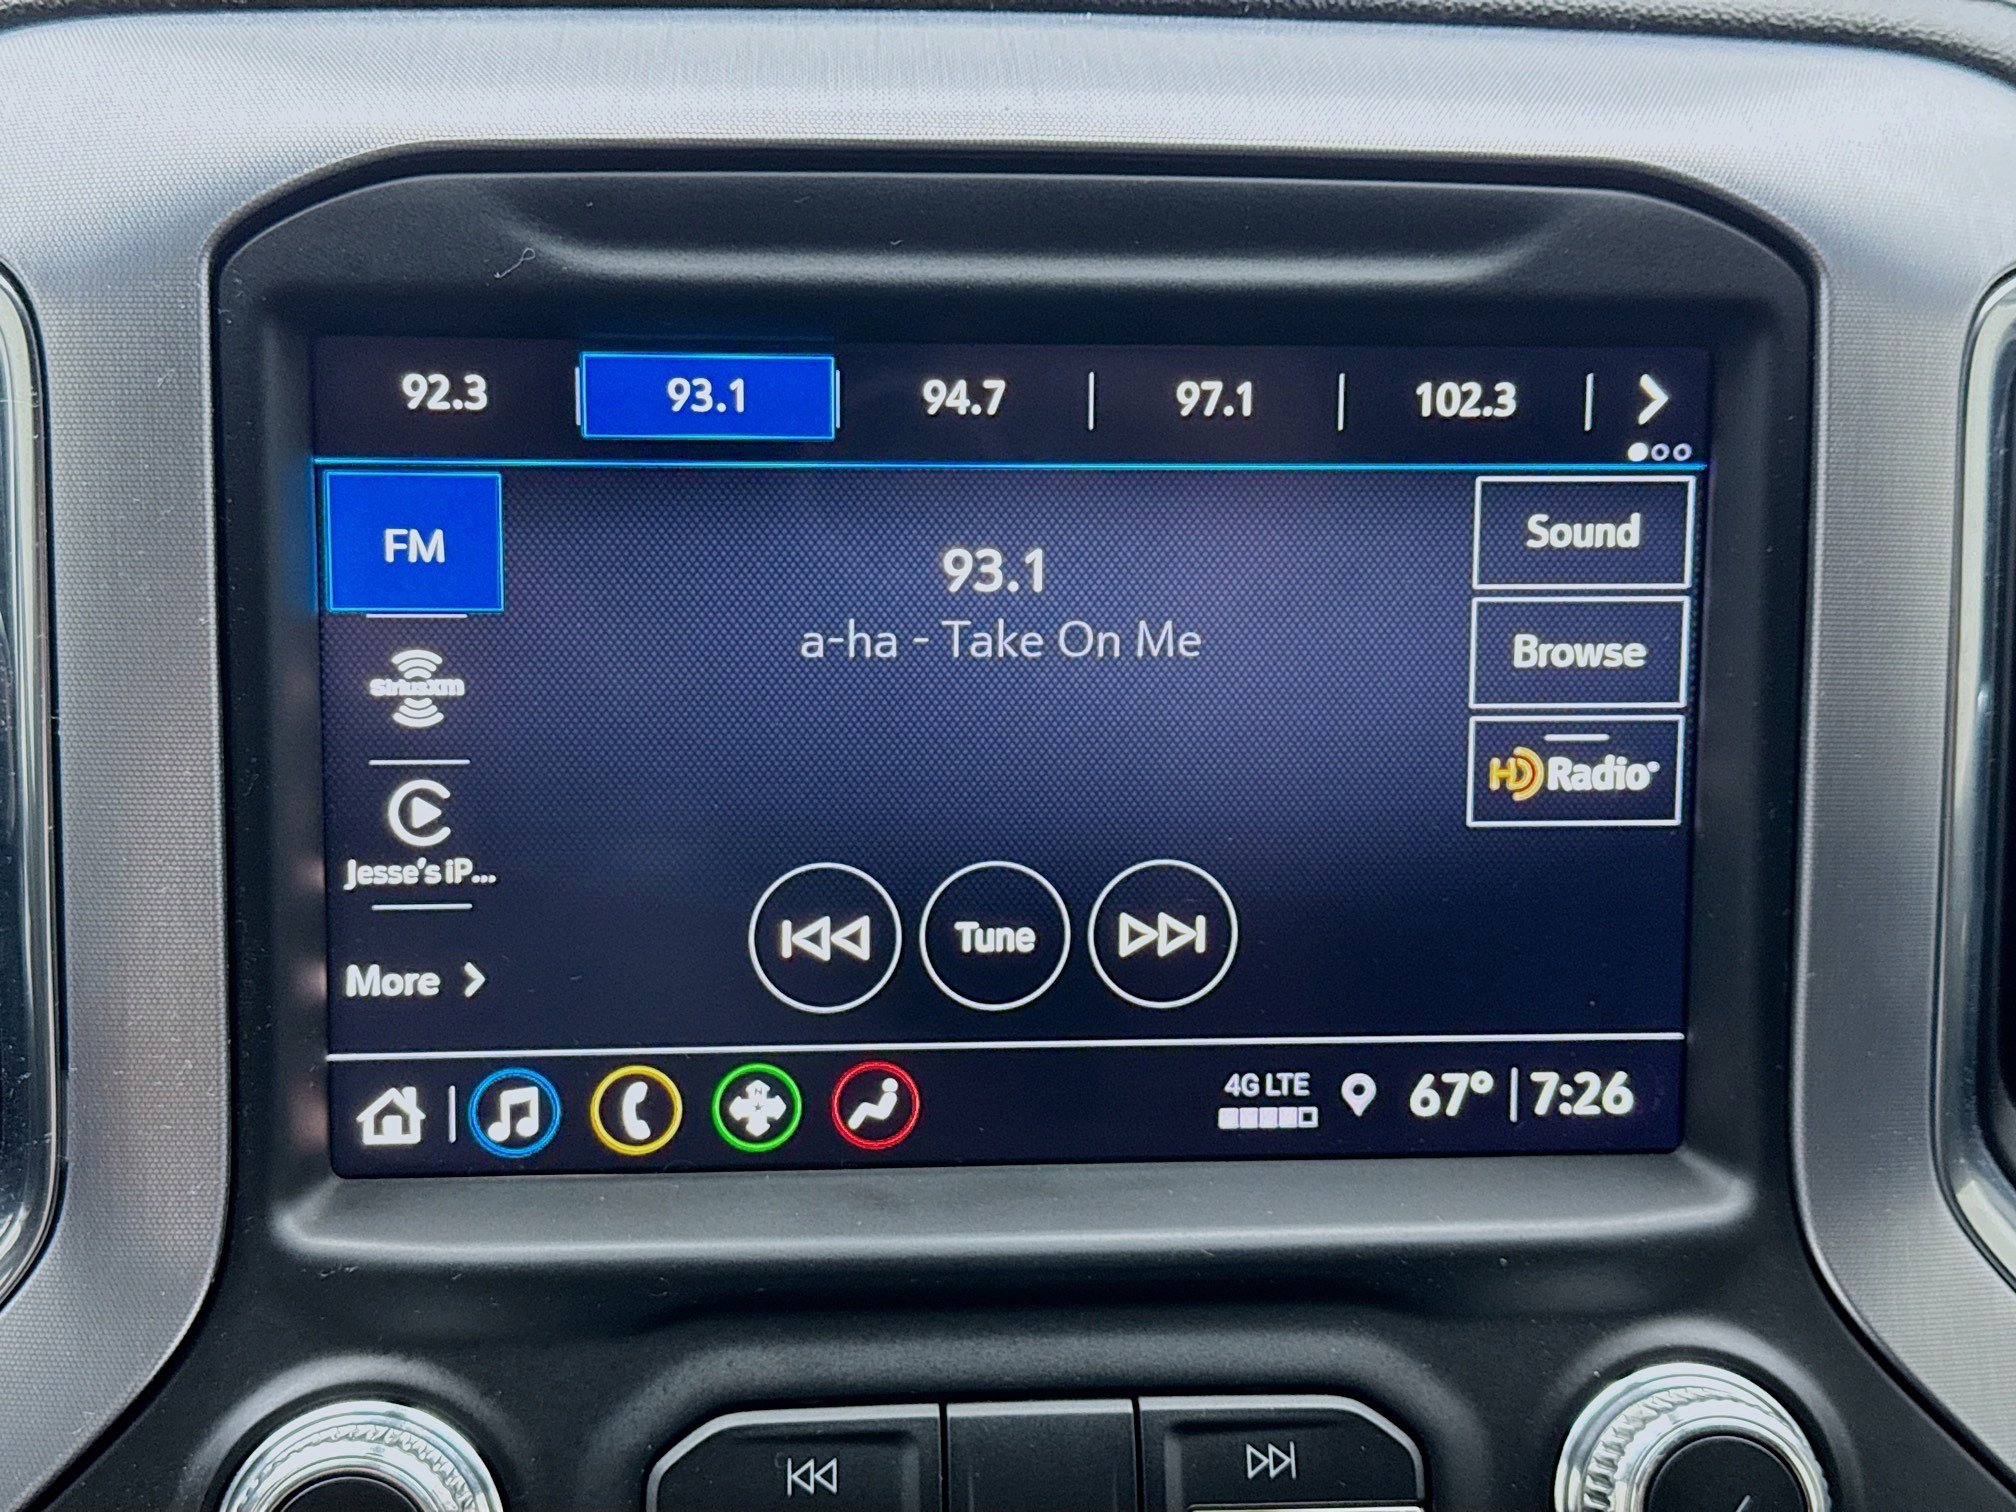 92.3 93.1 94.7 97.1 102.3
FM
Sound
93.1
a-ha - Take On Me
Browse
SiriusXM
HD Radio®
Jesse's iP...
Tune
More
N
4G LTE
67° 7:26